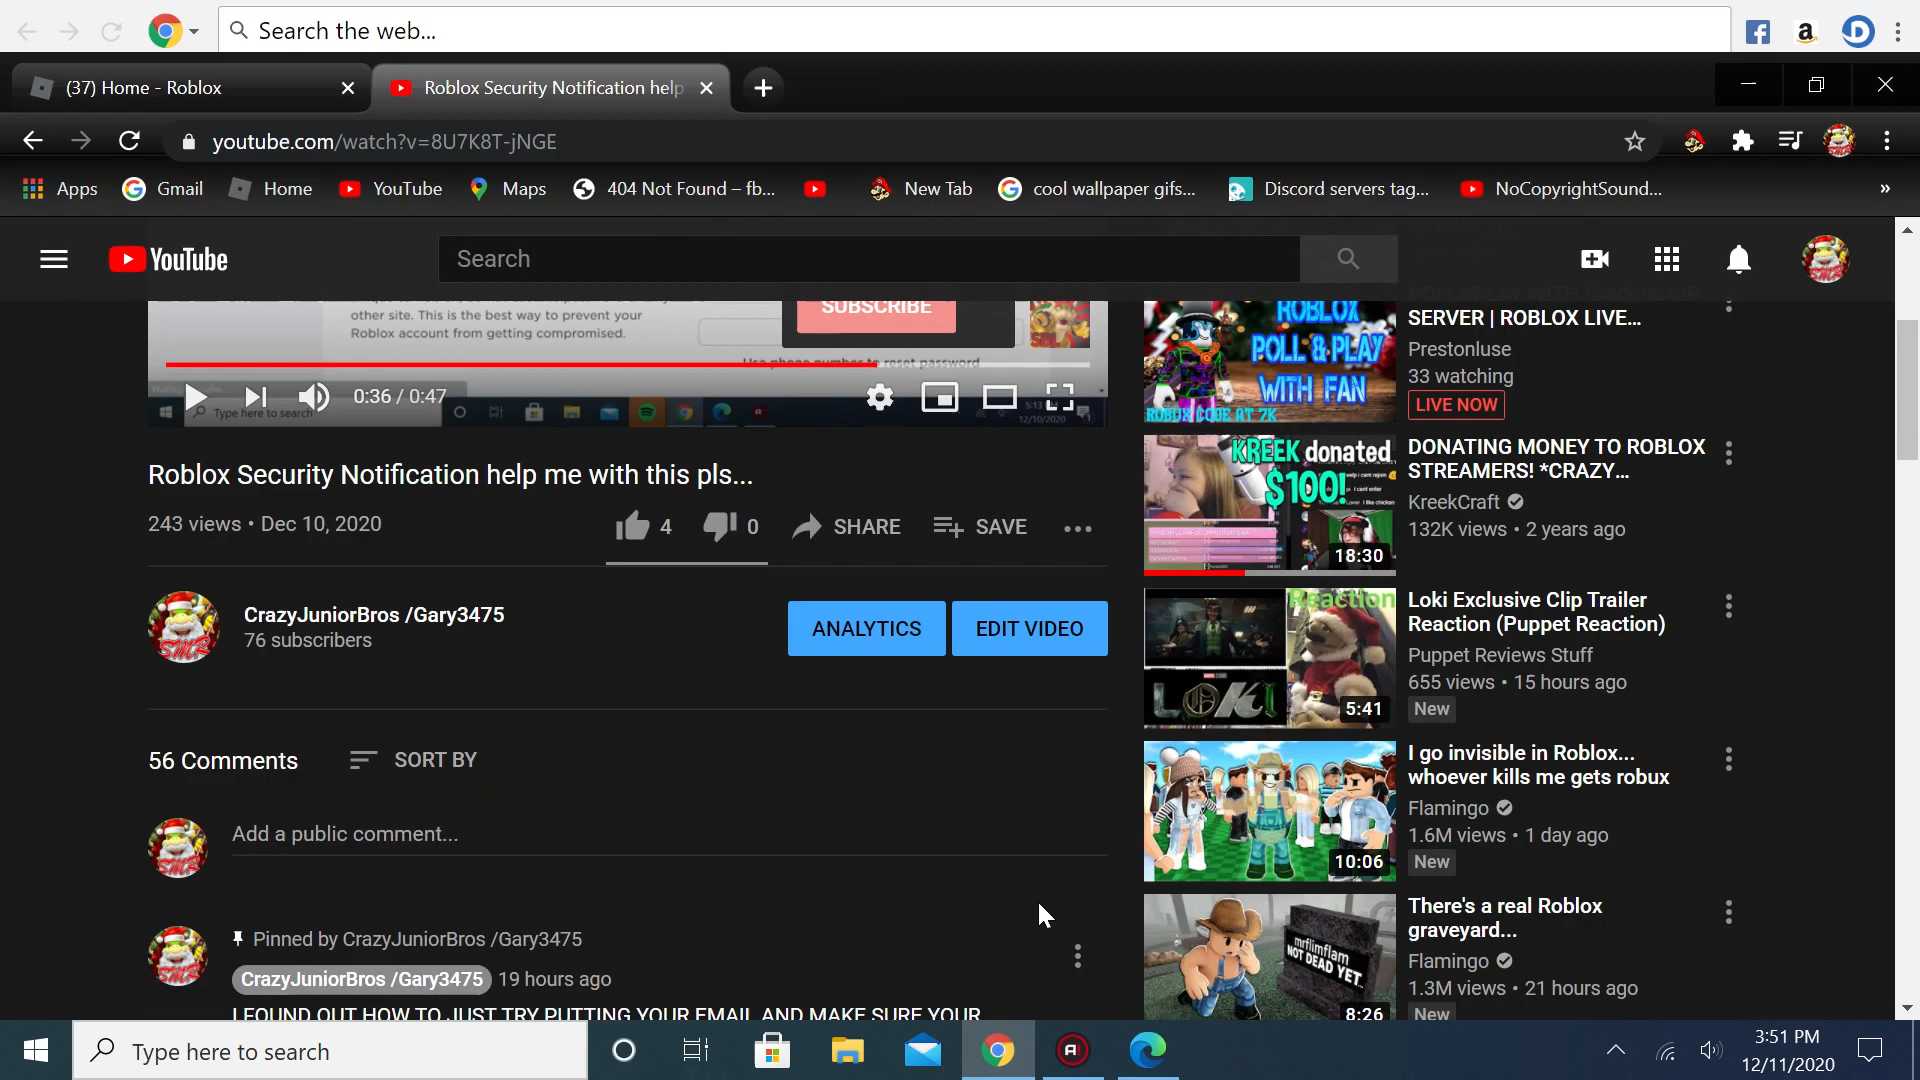 Search the web...
(37) Home - Roblox
Roblox Security Notification help
youtube.com/watch?v=8U7K8T-jNGE
Apps
Gmail
Home
YouTube
Maps
404 Not Found – fb...
New Tab
cool wallpaper gifs...
Discord servers tag...
NoCopyrightSound...
»
YouTube
Search
other site. This is the best way to prevent your
Roblox account from getting compromised.
SUBSCRIBE
Use phone number to reset password
0:36 / 0:47
Type here to search
12/10/2020
Roblox Security Notification help me with this pls...
243 views • Dec 10, 2020
4
0
SHARE
SAVE
CrazyJuniorBros /Gary3475
76 subscribers
ANALYTICS
EDIT VIDEO
56 Comments
SORT BY
Add a public comment...
Pinned by CrazyJuniorBros /Gary3475
CrazyJuniorBros /Gary3475 19 hours ago
I FOUND OUT HOW TO JUST TRY PUTTING YOUR EMAIL AND MAKE SURE YOUR
ROBLOX
POLL & PLAY
WITH FAN
ROBUX CODE AT 7K
SERVER | ROBLOX LIVE...
Prestonluse
33 watching
LIVE NOW
KREEK donated
$100!
18:30
DONATING MONEY TO ROBLOX
STREAMERS! *CRAZY...
KreekCraft
132K views • 2 years ago
Reaction
LOKI
5:41
Loki Exclusive Clip Trailer
Reaction (Puppet Reaction)
Puppet Reviews Stuff
655 views • 15 hours ago
New
10:06
I go invisible in Roblox...
whoever kills me gets robux
Flamingo
1.6M views • 1 day ago
New
mrflimflam
NOT DEAD YET...
8:26
There's a real Roblox
graveyard...
Flamingo
1.3M views • 21 hours ago
New
Type here to search
3:51 PM
12/11/2020